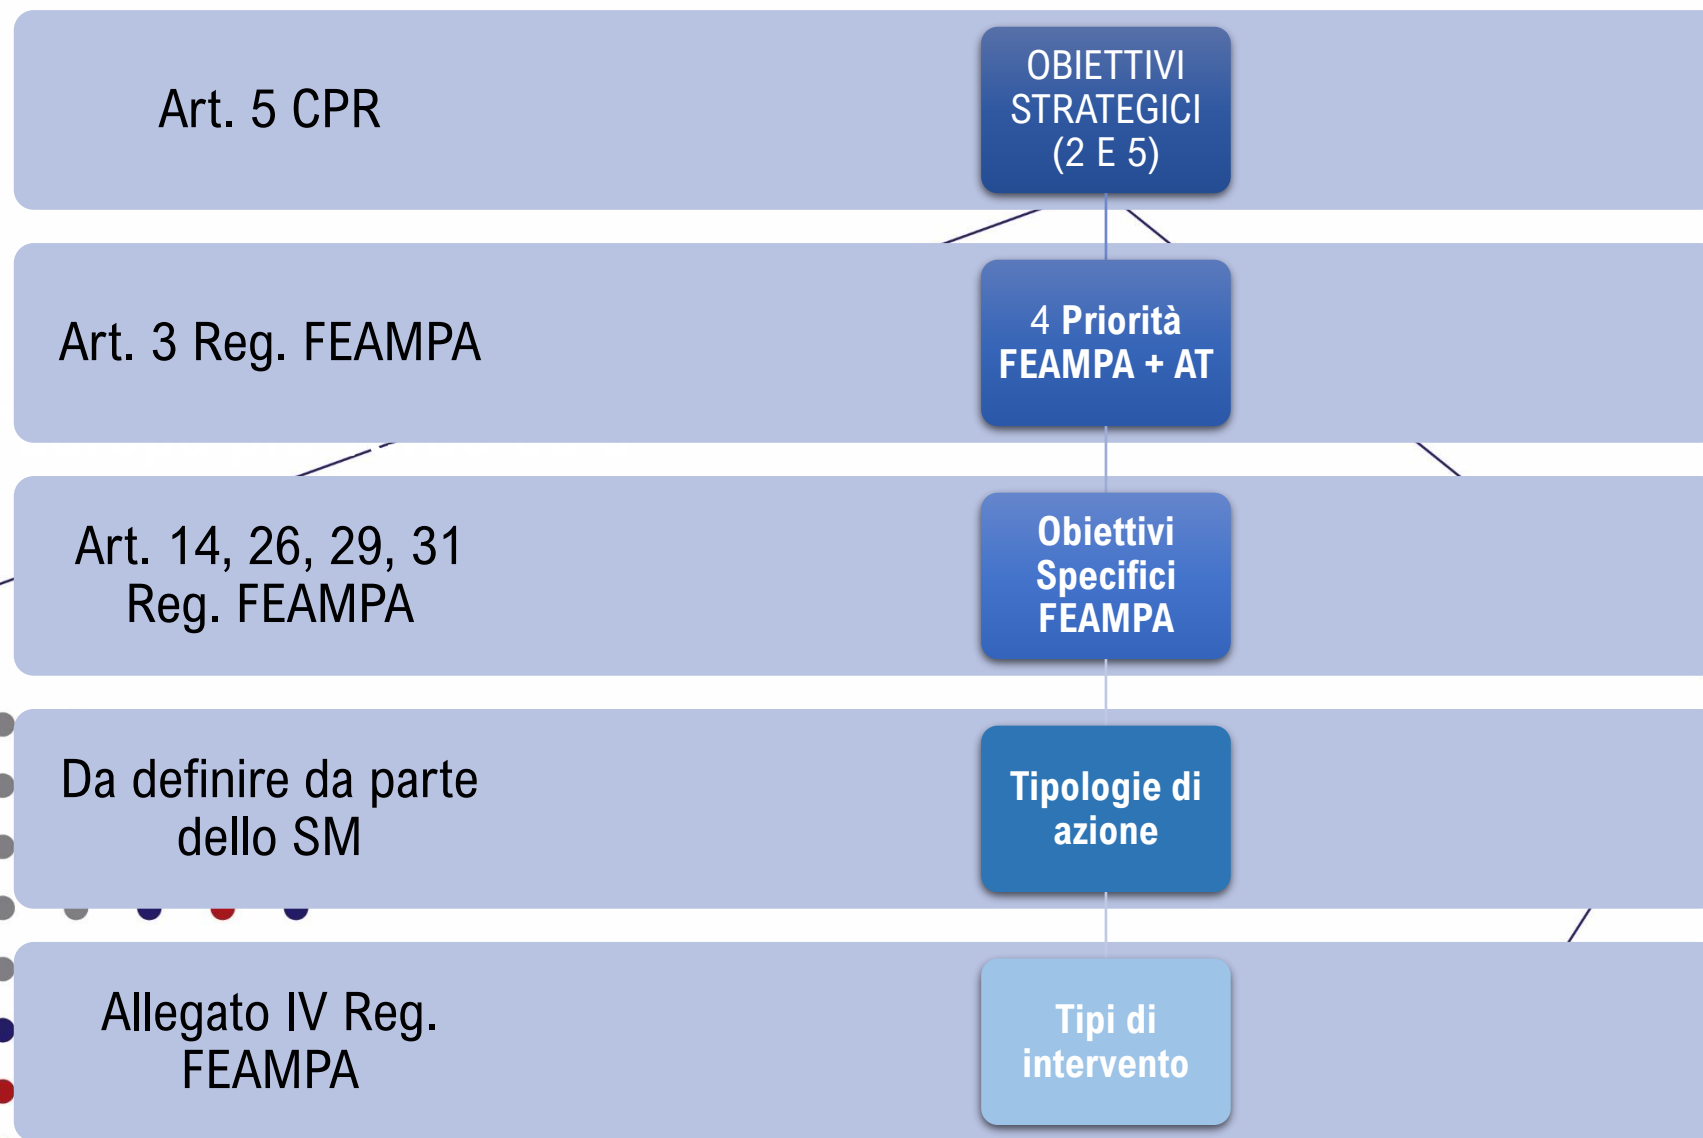 Art. 5 CPR
OBIETTIVI
STRATEGICI
(2 E 5)
Art. 3 Reg. FEAMPA
4 Priorità
FEAMPA + AT
Art. 14, 26, 29, 31
Reg. FEAMPA
Obiettivi
Specifici
FEAMPA
Da definire da parte
dello SM
Tipologie di
azione
Allegato IV Reg.
FEAMPA
Tipi di
intervento